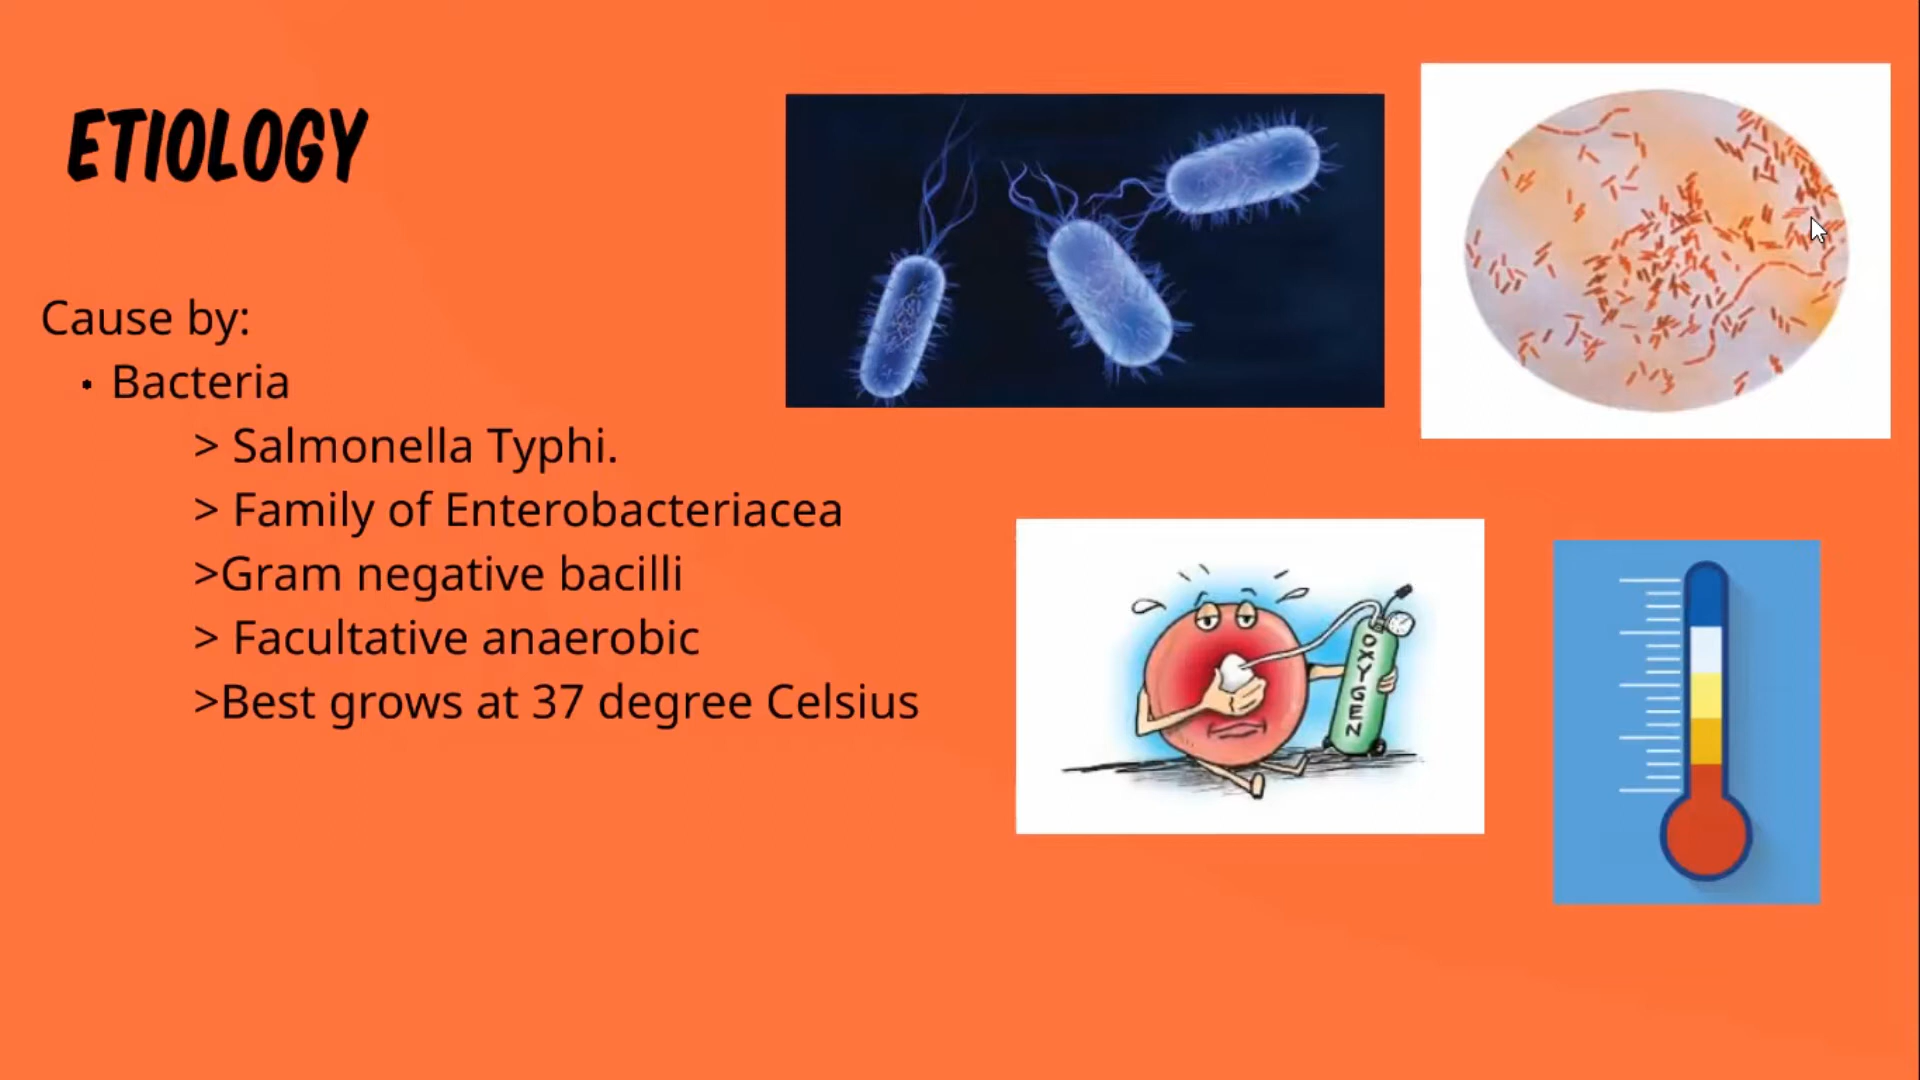 ETIOLOGY
Cause by:
• Bacteria
> Salmonella Typhi.
> Family of Enterobacteriacea
>Gram negative bacilli
> Facultative anaerobic
>Best grows at 37 degree Celsius
OXYGEN